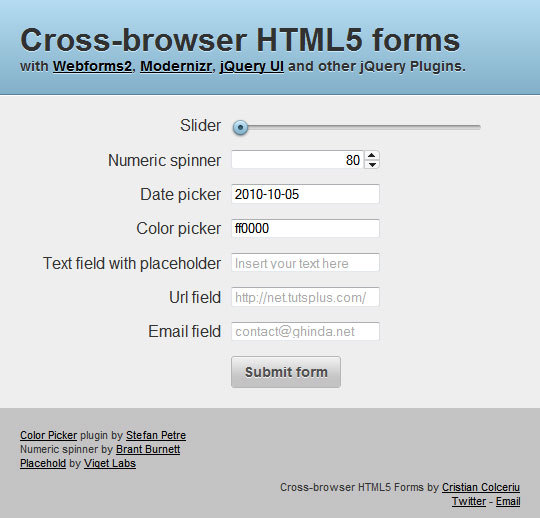 Cross-browser HTML5 forms
with Webforms2, Modernizr, jQuery UI and other jQuery Plugins.
Slider
Numeric spinner 80
Date picker 2010-10-05
Color picker ff0000
Text field with placeholder Insert your text here
Url field http://net.tutsplus.com/
Email field contact@ghinda.net
Submit form
Color Picker plugin by Stefan Petre
Numeric spinner by Brant Burnett
Placehold by Viget Labs
Cross-browser HTML5 Forms by Cristian Colceriu
Twitter - Email